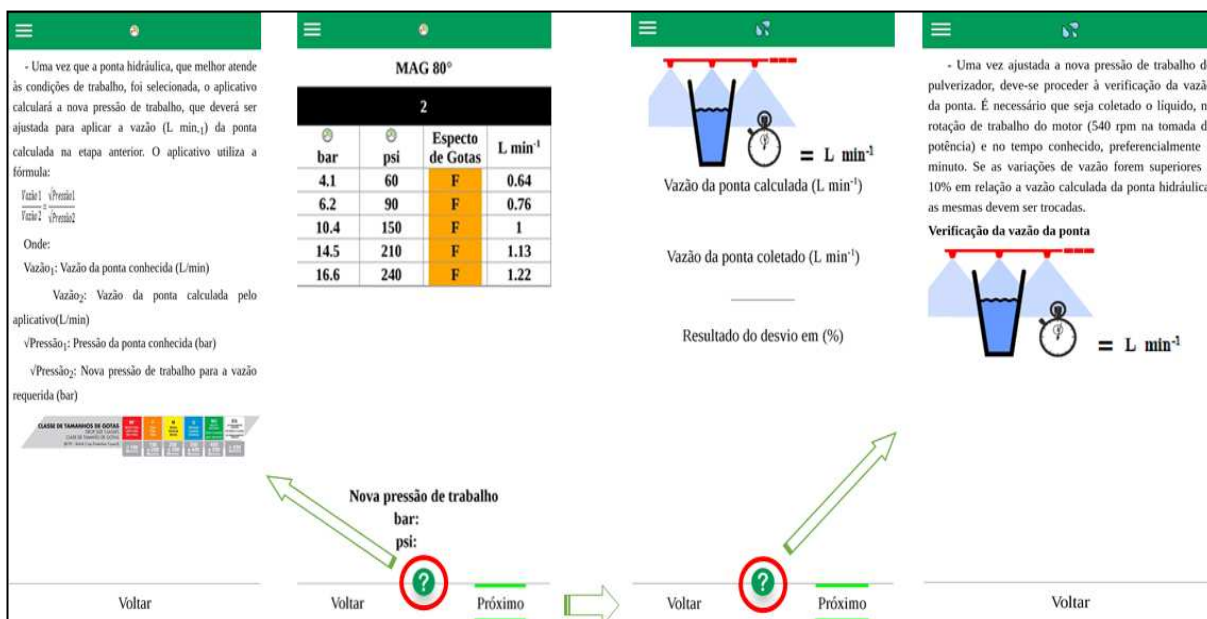 - Uma vez que a ponta hidráulica, que melhor atende
às condições de trabalho, foi selecionada, o aplicativo
calculará a nova pressão de trabalho, que deverá ser
ajustada para aplicar a vazão (L min-1) da ponta
calculada na etapa anterior. O aplicativo utiliza a
fórmula:
Vazão1 √Pressão1
=
Vazão2 √Pressão2
Onde:
Vazão1: Vazão da ponta conhecida (L/min)
Vazão2: Vazão da ponta calculada pelo
aplicativo(L/min)
√Pressão1: Pressão da ponta conhecida (bar)
√Pressão2: Nova pressão de trabalho para a vazão
requerida (bar)
CLASSE DE TAMANHOS DE GOTAS
Voltar
MAG 80°
2
bar psi Especto de Gotas L min-1
4.1 60 F 0.64
6.2 90 F 0.76
10.4 150 F 1
14.5 210 F 1.13
16.6 240 F 1.22
Nova pressão de trabalho
bar:
psi:
?
Voltar Próximo
= L min-1
Vazão da ponta calculada (L min-1)
Vazão da ponta coletado (L min-1)
Resultado do desvio em (%)
?
Voltar Próximo
- Uma vez ajustada a nova pressão de trabalho d
pulverizador, deve-se proceder à verificação da vazã
da ponta. É necessário que seja coletado o líquido, n
rotação de trabalho do motor (540 rpm na tomada d
potência) e no tempo conhecido, preferencialmente
minuto. Se as variações de vazão forem superiores
10% em relação a vazão calculada da ponta hidráulica
as mesmas devem ser trocadas.
Verificação da vazão da ponta
= L min-1
Voltar